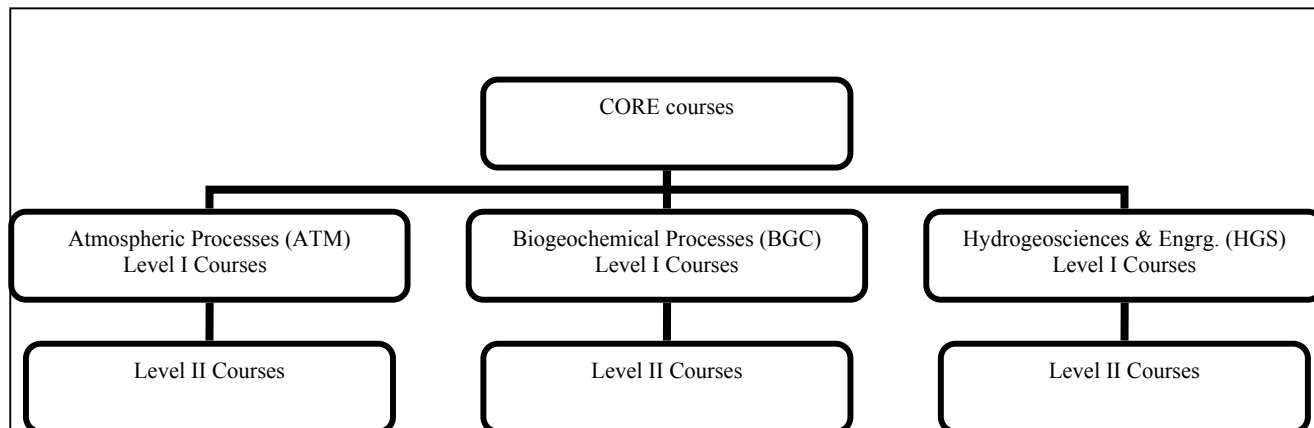 CORE courses
Atmospheric Processes (ATM)
Level I Courses
Biogeochemical Processes (BGC)
Level I Courses
Hydrogeosciences & Engrg. (HGS)
Level I Courses
Level II Courses
Level II Courses
Level II Courses